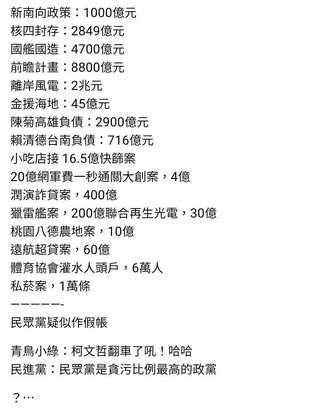 新南向政策：1000億元
核四封存：2849億元
國艦國造：4700億元
前瞻計畫：8800億元
離岸風電：2兆元
金援海地：45億元
陳菊高雄負債：2900億元
賴清德台南負債：716億元
小吃店接 16.5億快篩案
20億網軍費一秒通關大創案，4億
潤演詐貸案，400億
獵雷艦案，200億聯合再生光電，30億
桃園八德農地案，10億
遠航超貸案，60億
體育協會灌水人頭戶，6萬人
私菸案，1萬條
—————-
民眾黨疑似作假帳
青鳥小綠：柯文哲翻車了吼！哈哈
民進黨：民眾黨是貪污比例最高的政黨
？⋯